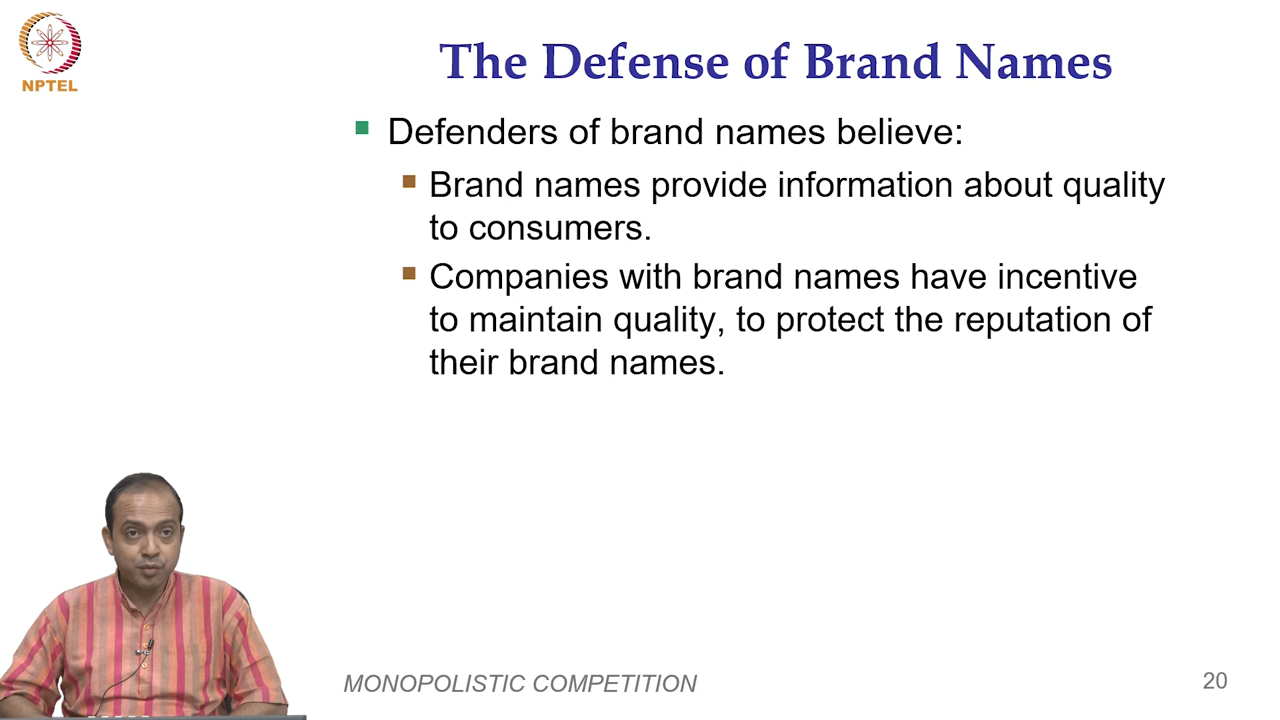 NPTEL
The Defense of Brand Names
Defenders of brand names believe:
Brand names provide information about quality
to consumers.
Companies with brand names have incentive
to maintain quality, to protect the reputation of
their brand names.
MONOPOLISTIC COMPETITION
20